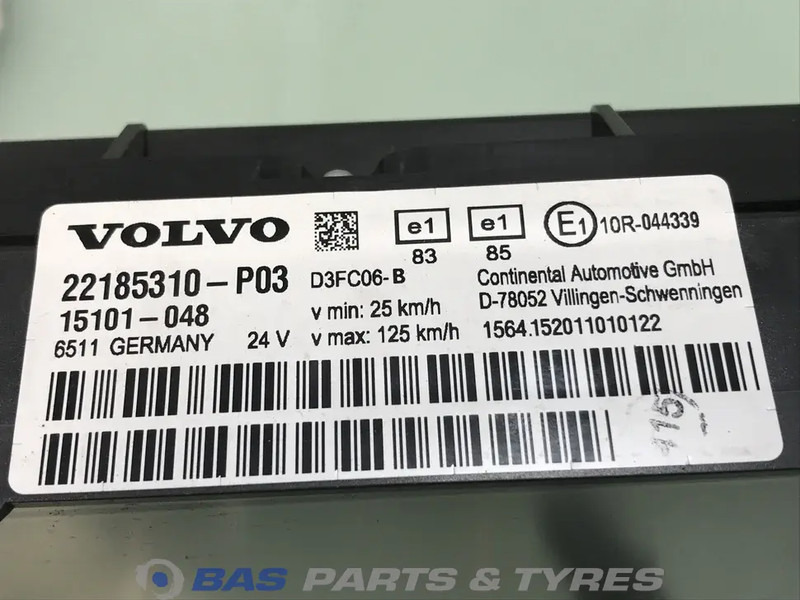 VOLVO
e1
83
e1
85
E1 10R-044339
22185310-P03
D3FC06-B
Continental Automotive GmbH
15101-048
v min: 25 km/h
D-78052 Villingen-Schwenningen
6511 GERMANY 24 V
v max: 125 km/h
1564.152011010122
115
BAS PARTS & TYRES